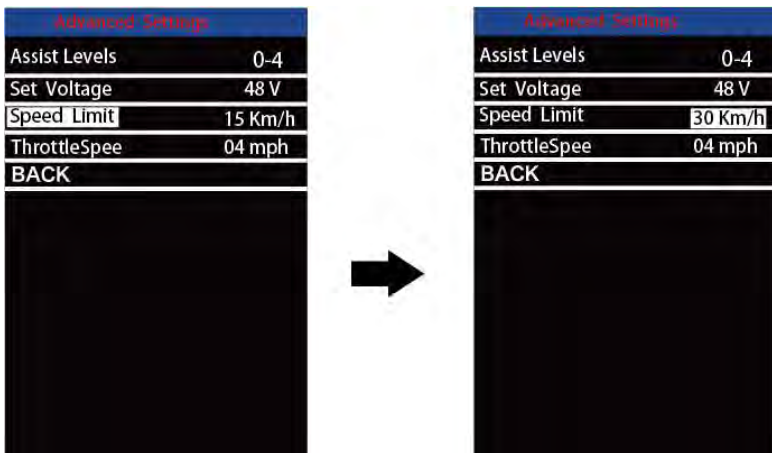 Advanced Settings
Assist Levels 0-4
Set Voltage 48 V
Speed Limit 15 Km/h
ThrottleSpee 04 mph
BACK
Advanced Settings
Assist Levels 0-4
Set Voltage 48 V
Speed Limit 30 Km/h
ThrottleSpee 04 mph
BACK